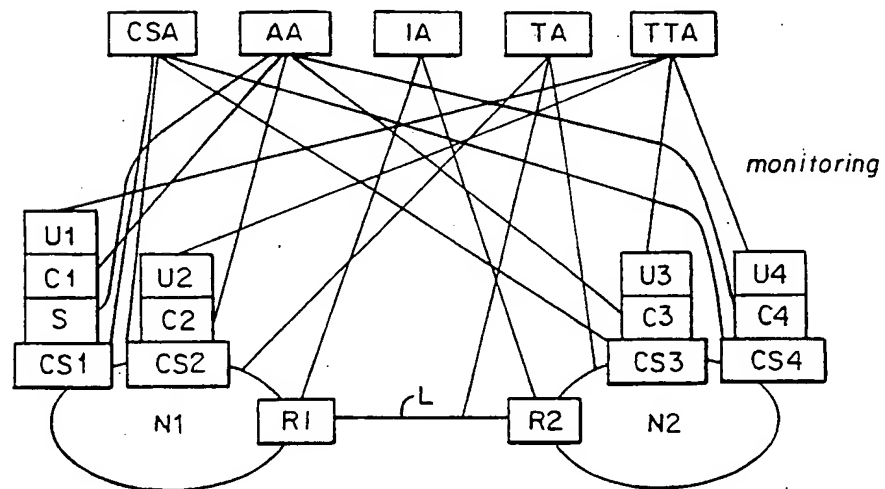 CSA AA IA TA TTA
monitoring
U1
C1 U2 U3 U4
S C2 C3 C4
CS1 CS2 CS3 CS4
L
N1 R1 R2 N2